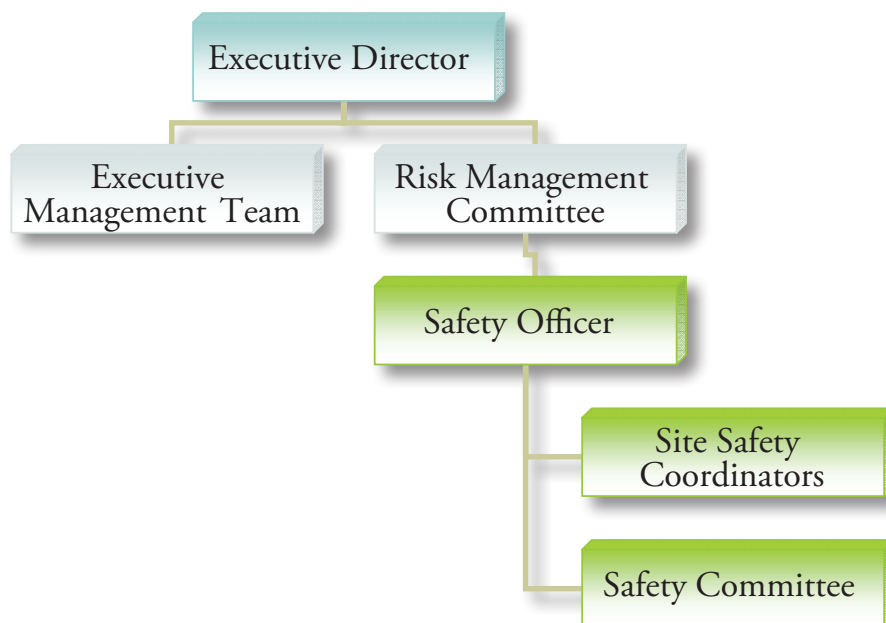 Executive Director
Executive
Management Team
Risk Management
Committee
Safety Officer
Site Safety
Coordinators
Safety Committee